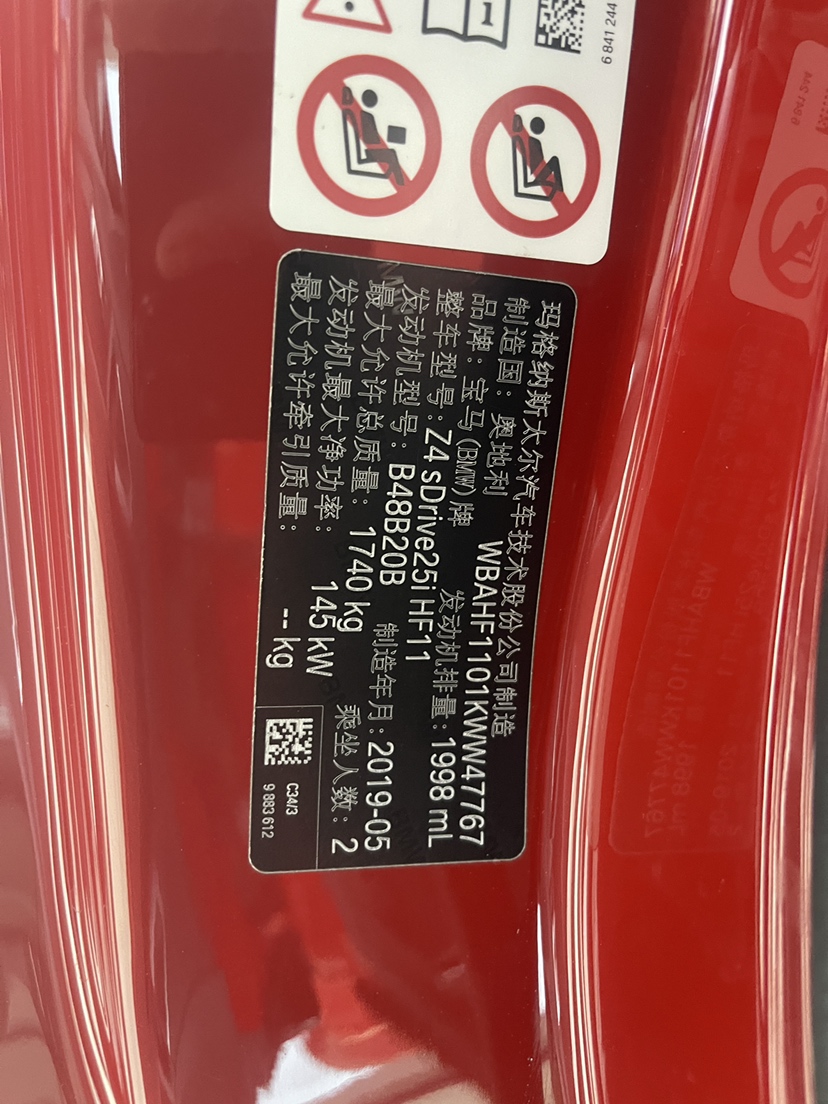 6 841 244
玛格纳斯太尔汽车技术股份公司制造
制造国：奥地利 WBAHF1101KWW47767
品牌：宝马(BMW)牌 发动机排量：1998 mL
整车型号：Z4 sDrive25i HF11
发动机型号：B48B20B 制造年月：2019-05
最大允许总质量：1740 kg 乘坐人数：2
发动机最大净功率：145 kW
最大允许牵引质量：-- kg
C34/3
9 883 612